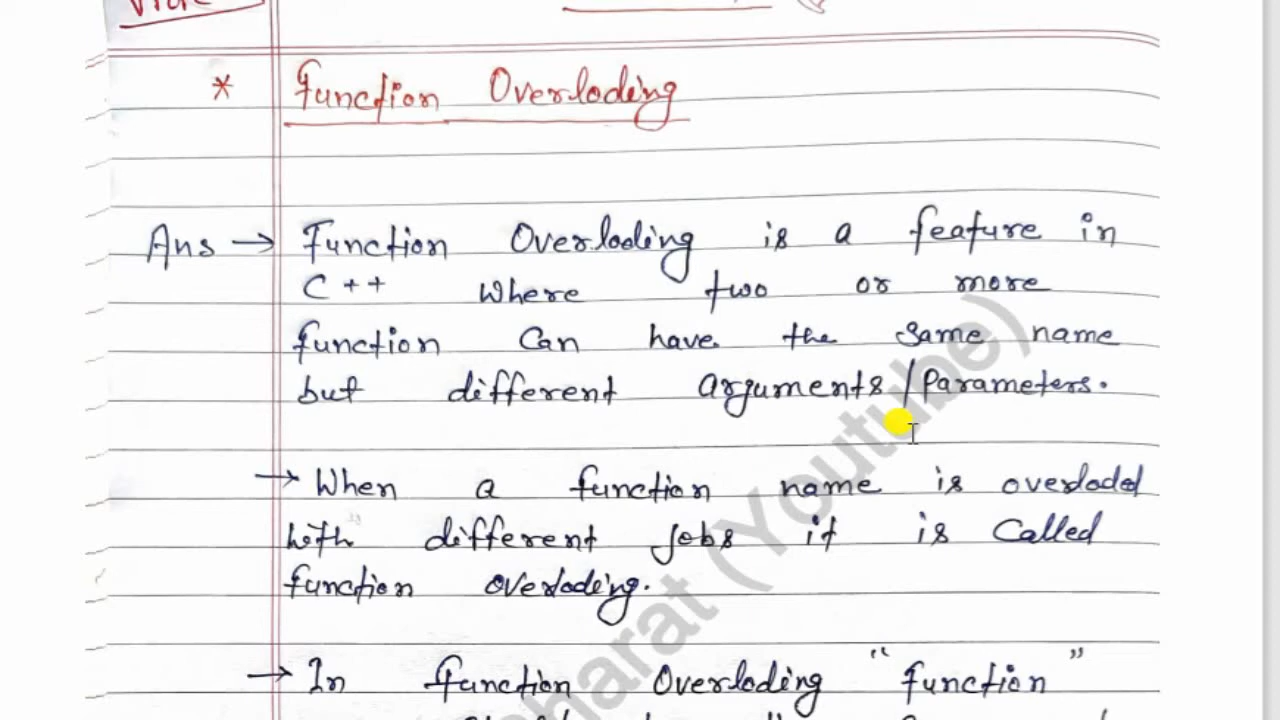 * Function Overloding
Ans → Function Overloding is a feature in
C++ where two or more
function Can have the same name
but different arguments/Parameters.
→ When a function name is overloded
with different jobs it is Called
function overloding.
→ In function Overloding "function"
harat (Youtube)